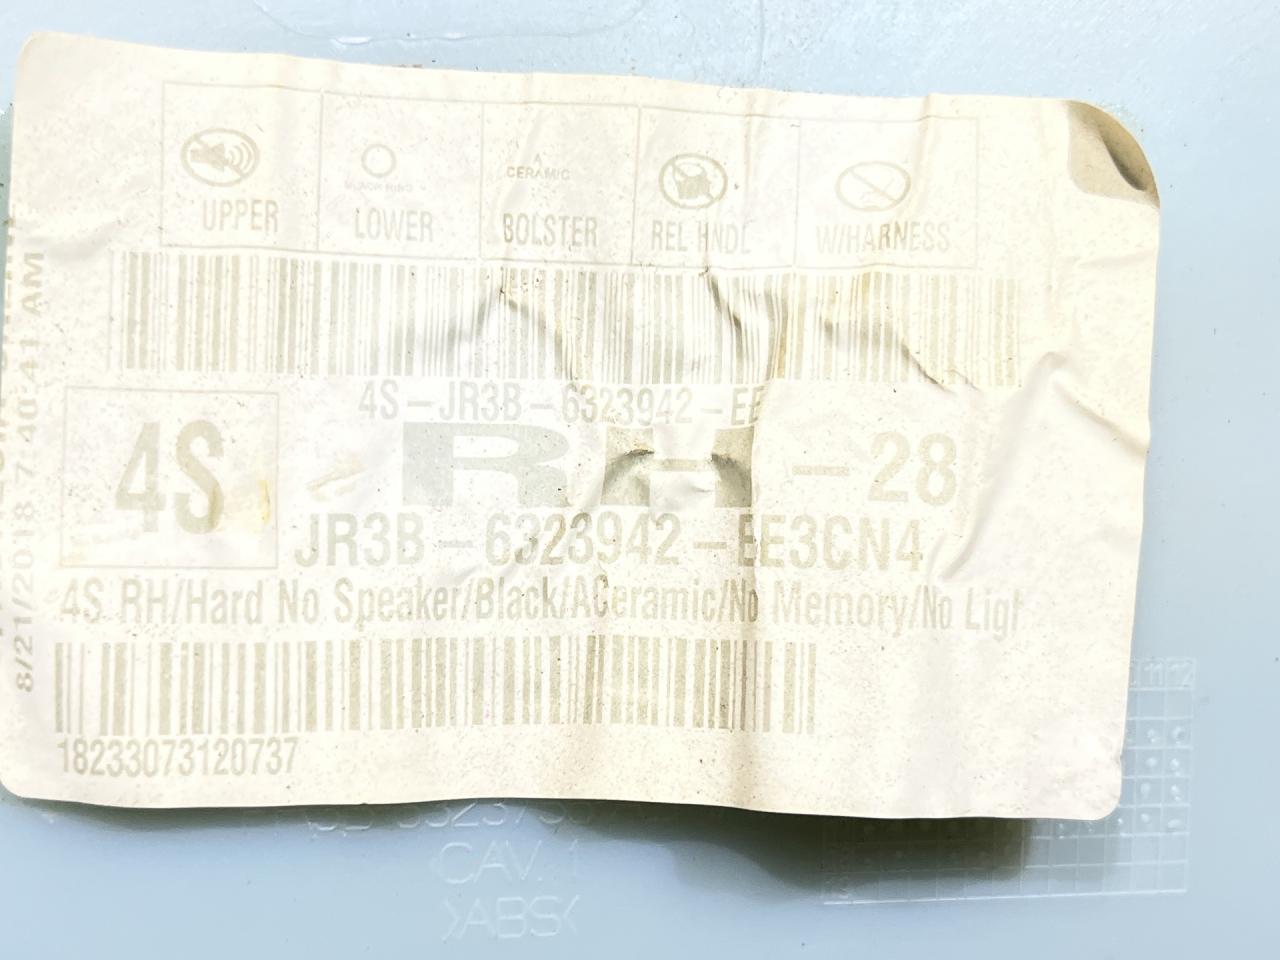 UPPER LOWER BOLSTER REL HNDL W/HARNESS
CERAMIC
4S-JR3B-6323942-EE
4S
RH -28
JR3B-6323942-EE3CN4
4S RH/Hard No Speaker/Black/ACeramic/No Memory/No Ligh
18233073120737
8/21/2018 7:40:41 AM
CAV. 1
>ABS<
11 12